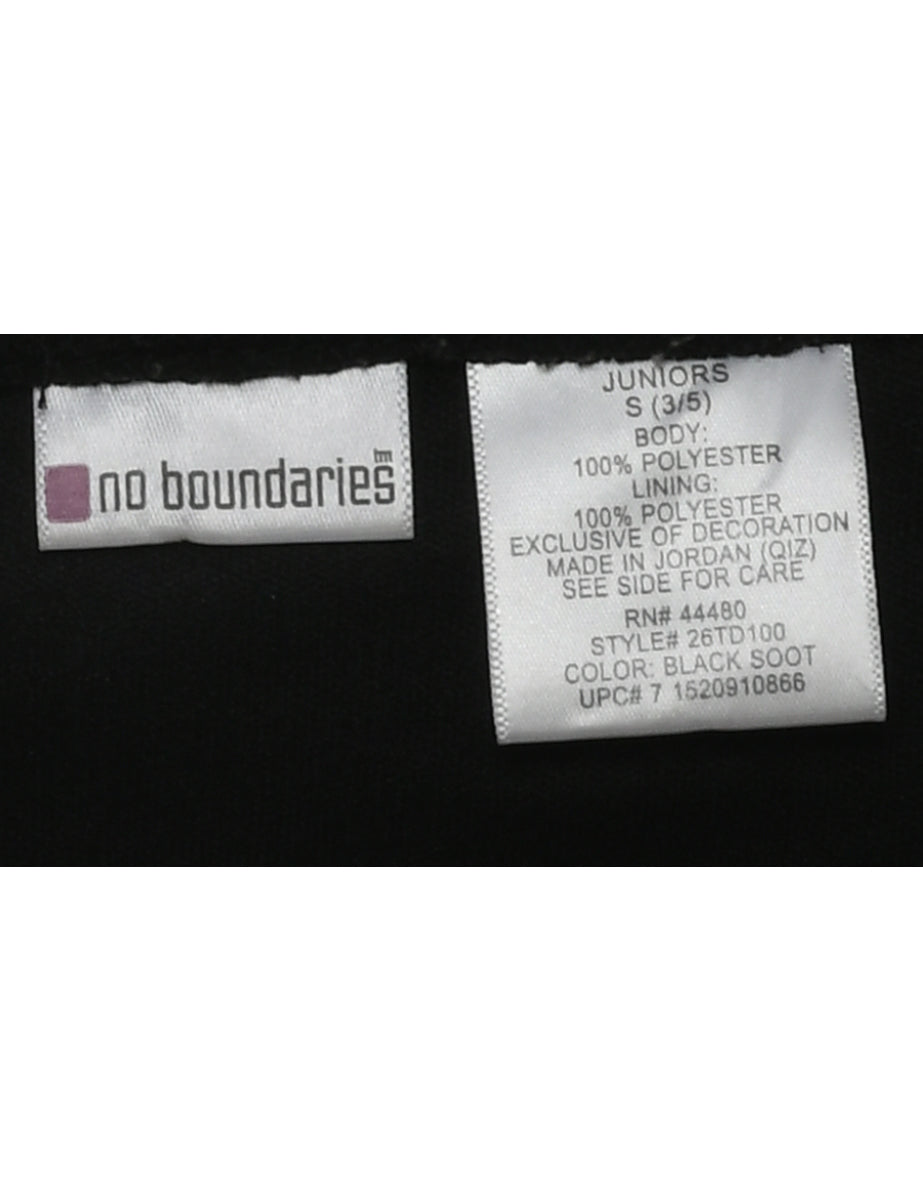 no boundaries tm
JUNIORS
S (3/5)
BODY:
100% POLYESTER
LINING:
100% POLYESTER
EXCLUSIVE OF DECORATION
MADE IN JORDAN (QIZ)
SEE SIDE FOR CARE
RN# 44480
STYLE# 26TD100
COLOR: BLACK SOOT
UPC# 7 1520910866